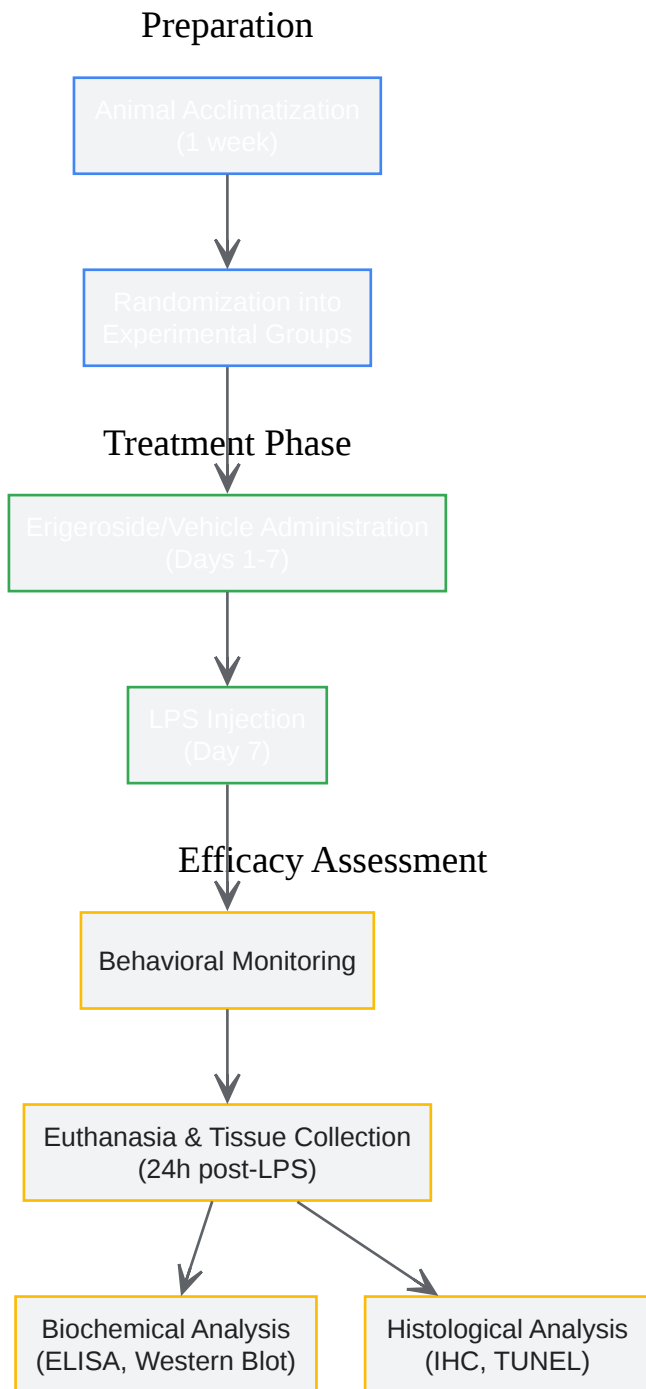 Preparation
Animal Acclimatization
(1 week)
Randomization into
Experimental Groups
Treatment Phase
Erigeroside/Vehicle Administration
(Days 1-7)
LPS Injection
(Day 7)
Efficacy Assessment
Behavioral Monitoring
Euthanasia & Tissue Collection
(24h post-LPS)
Biochemical Analysis
(ELISA, Western Blot)
Histological Analysis
(IHC, TUNEL)